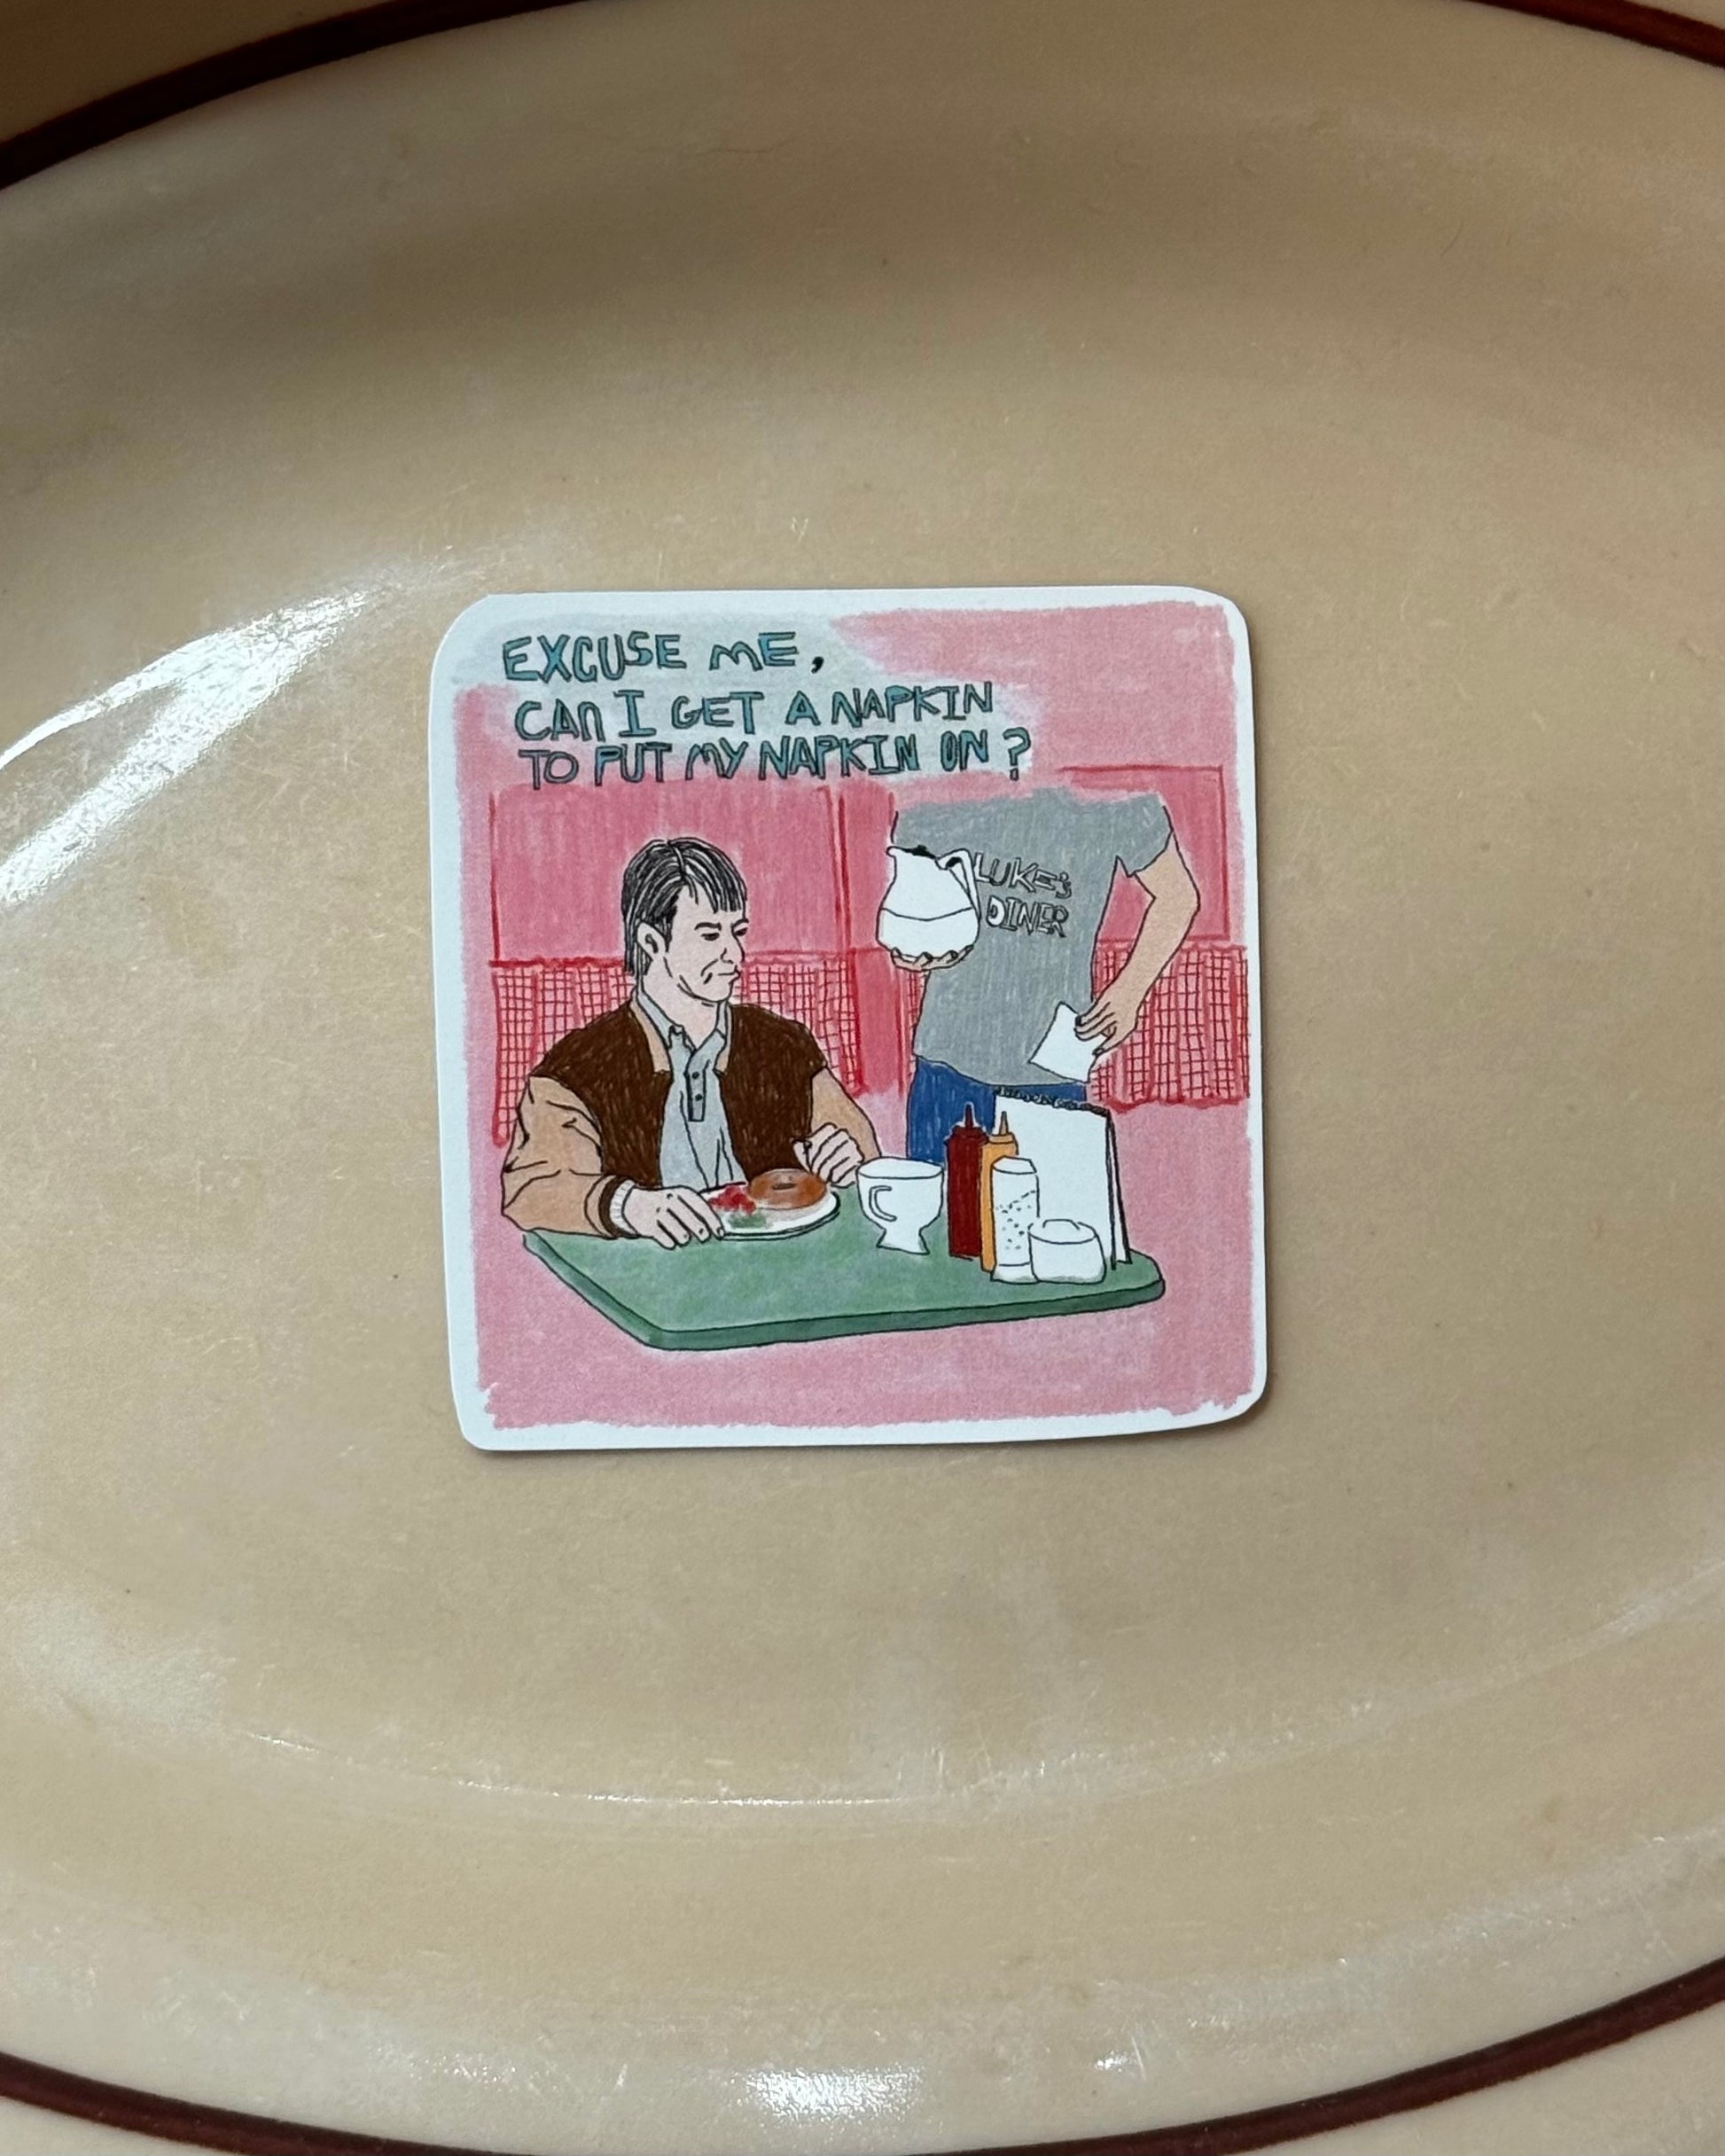 EXCUSE ME,
CAN I GET A NAPKIN
TO PUT MY NAPKIN ON?
LUKE'S
DINER